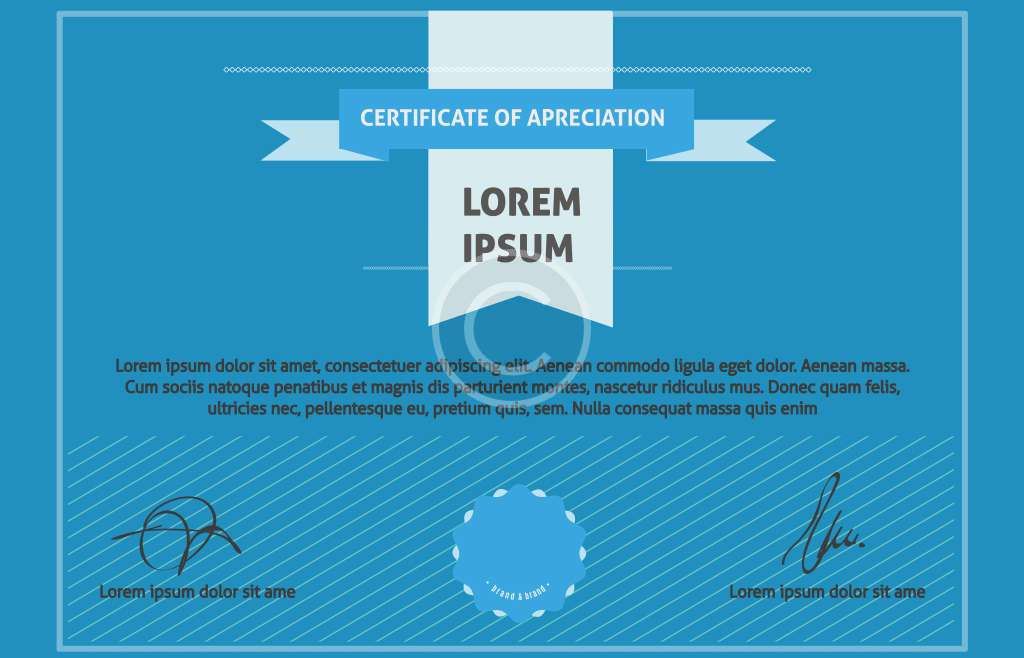 CERTIFICATE OF APRECIATION
LOREM
IPSUM
Lorem ipsum dolor sit amet, consectetuer adipiscing elit. Aenean commodo ligula eget dolor. Aenean massa.
Cum sociis natoque penatibus et magnis dis parturient montes, nascetur ridiculus mus. Donec quam felis,
ultricies nec, pellentesque eu, pretium quis, sem. Nulla consequat massa quis enim
Lorem ipsum dolor sit ame
brand & brand
Lorem ipsum dolor sit ame